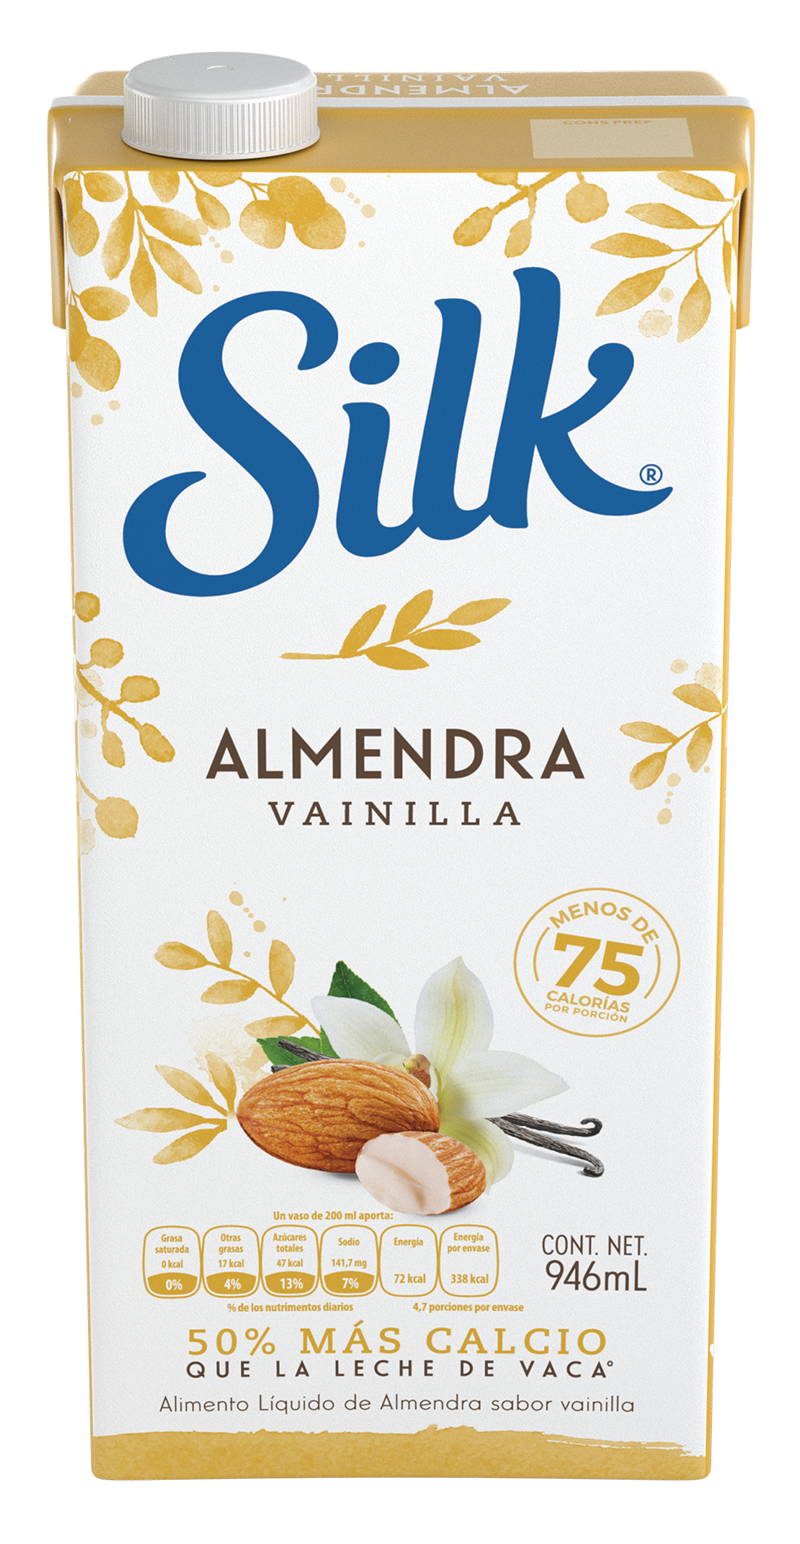 ALMENDRA
VAINILLA
CONS PREF
Silk®
ALMENDRA
VAINILLA
MENOS DE
75
CALORÍAS
POR PORCIÓN
Un vaso de 200 ml aporta:
Grasa saturada 0 kcal 0%
Otras grasas 17 kcal 4%
Azúcares totales 47 kcal 13%
Sodio 141,7 mg 7%
Energía 72 kcal
Energía por envase 338 kcal
% de los nutrimentos diarios
4,7 porciones por envase
CONT. NET.
946mL
50% MÁS CALCIO
QUE LA LECHE DE VACA°
Alimento Líquido de Almendra sabor vainilla